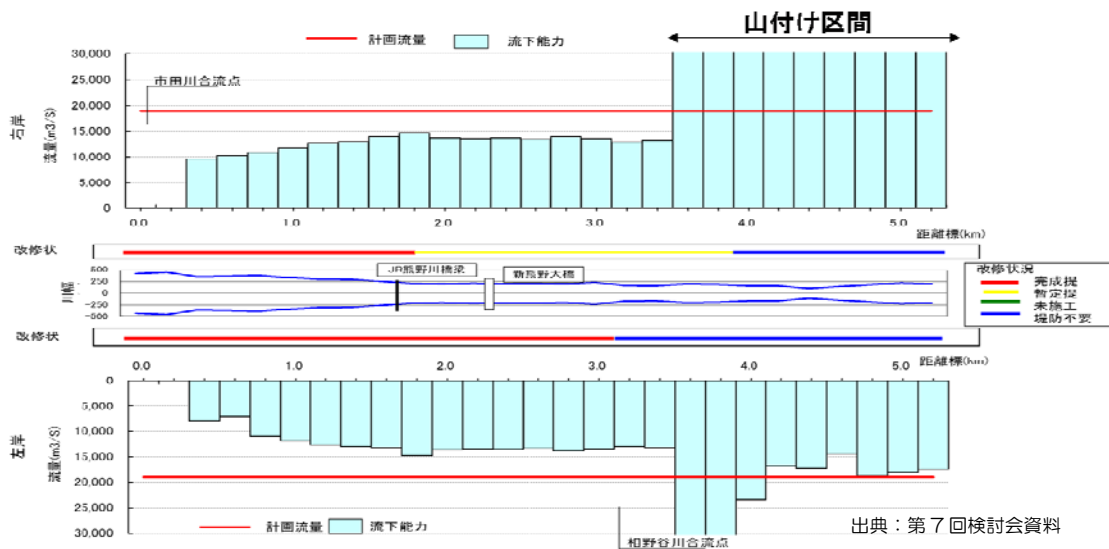 山付け区間
計画流量 流下能力
右岸
流量(m3/S)
30,000
25,000
20,000
15,000
10,000
5,000
0
市田川合流点
0.0 1.0 2.0 3.0 4.0 5.0
距離標(km)
改修状
川幅
500
250
0
-250
-500
JR熊野川橋梁
新熊野大橋
改修状況
完成堤
暫定堤
未施工
堤防不要
改修状
0.0 1.0 2.0 3.0 4.0 5.0 距離標(km)
左岸
流量(m3/S)
0
5,000
10,000
15,000
20,000
25,000
30,000
計画流量 流下能力
相野谷川合流点
出典：第７回検討会資料